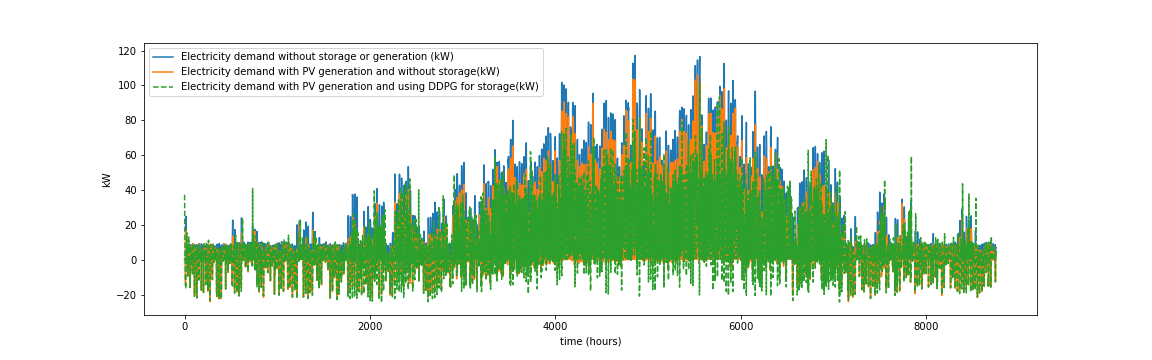 Electricity demand without storage or generation (kW)
Electricity demand with PV generation and without storage(kW)
Electricity demand with PV generation and using DDPG for storage(kW)
120
100
80
60
40
20
0
−20
kW
0 2000 4000 6000 8000
time (hours)